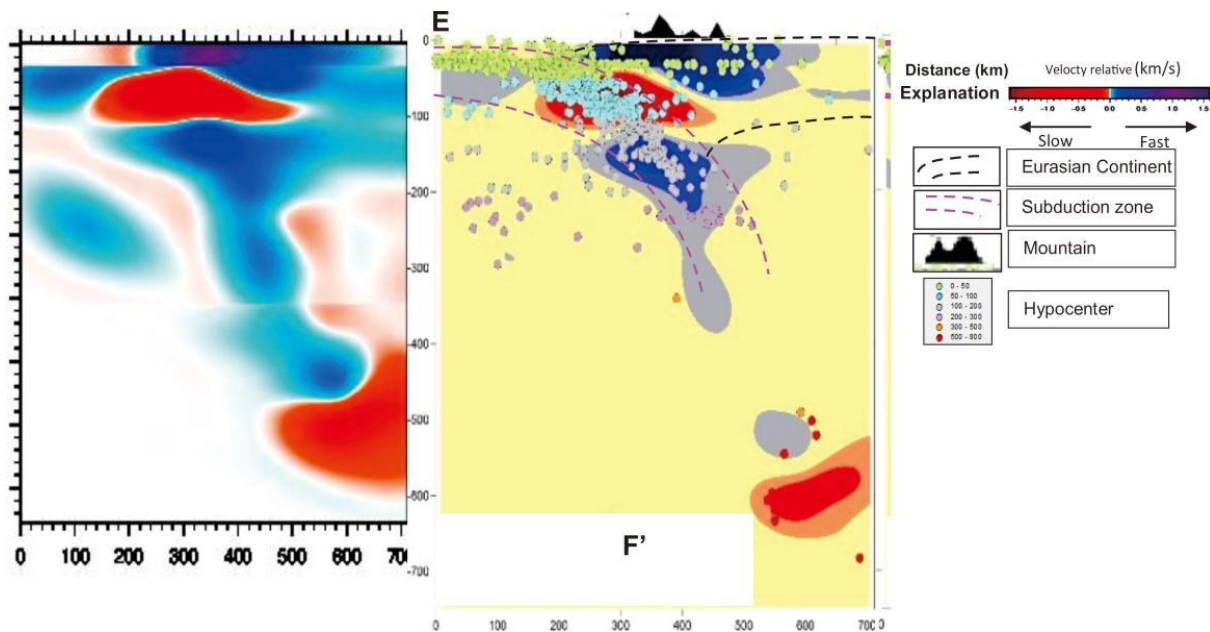 E
0
-100
-200
-300
-400
-500
-600
-700
0 100 200 300 400 500 600 700
F’
0 100 200 300 400 500 600 700 0
Distance (km)
Explanation
Velocty relative (km/s)
-1.5 -1.0 -0.5 0.0 0.5 1.0 1.5
Slow Fast
Eurasian Continent
Subduction zone
Mountain
0 - 50
50 - 100
100 - 200
200 - 300
300 - 500
500 - 800
Hypocenter